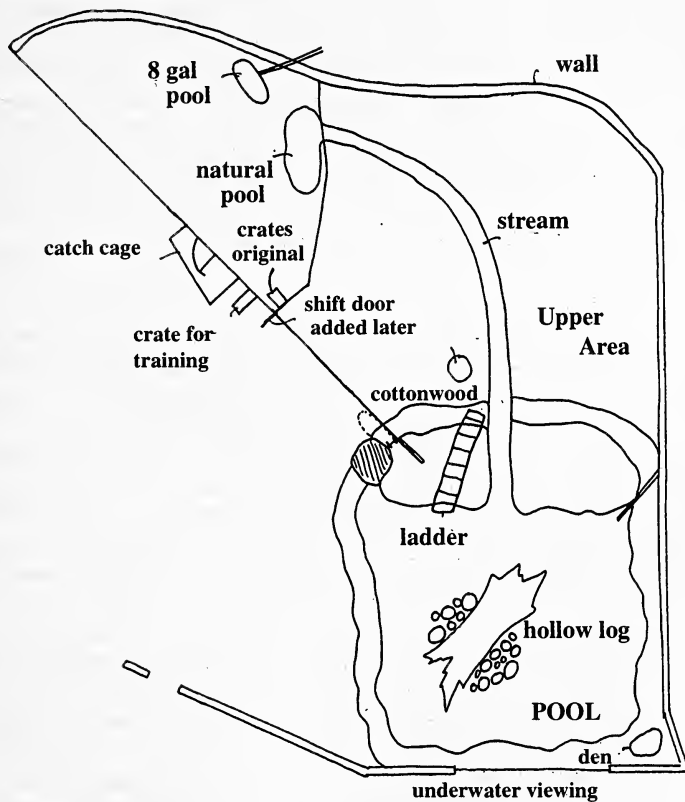 wall
8 gal
pool
natural
pool
stream
crates
original
catch cage
shift door
added later
Upper
Area
crate for
training
cottonwood
ladder
hollow log
POOL
den
underwater viewing